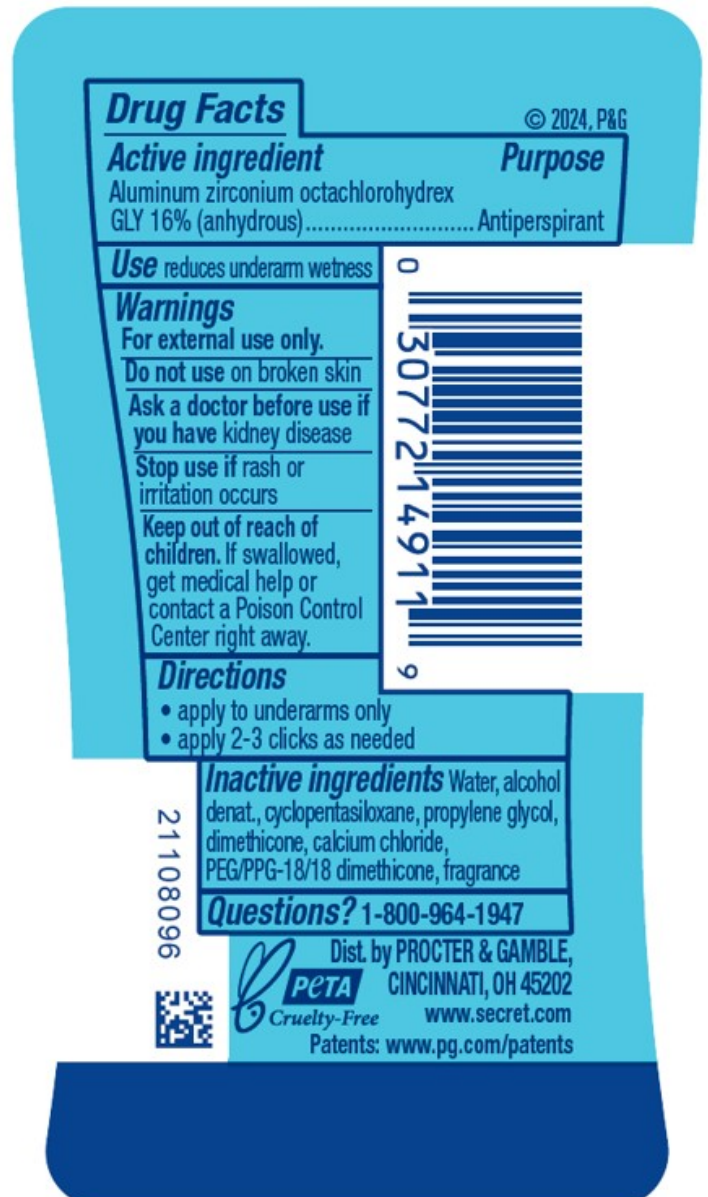 Drug Facts
© 2024, P&G
Active ingredient Purpose
Aluminum zirconium octachlorohydrex
GLY 16% (anhydrous)........................... Antiperspirant
Use reduces underarm wetness
Warnings
For external use only.
Do not use on broken skin
Ask a doctor before use if
you have kidney disease
Stop use if rash or
irritation occurs
Keep out of reach of
children. If swallowed,
get medical help or
contact a Poison Control
Center right away.
0 30772 14911 9
Directions
• apply to underarms only
• apply 2-3 clicks as needed
Inactive ingredients Water, alcohol
denat., cyclopentasiloxane, propylene glycol,
dimethicone, calcium chloride,
PEG/PPG-18/18 dimethicone, fragrance
Questions? 1-800-964-1947
21108096
Dist. by PROCTER & GAMBLE,
CINCINNATI, OH 45202
www.secret.com
PeTA
Cruelty-Free
Patents: www.pg.com/patents